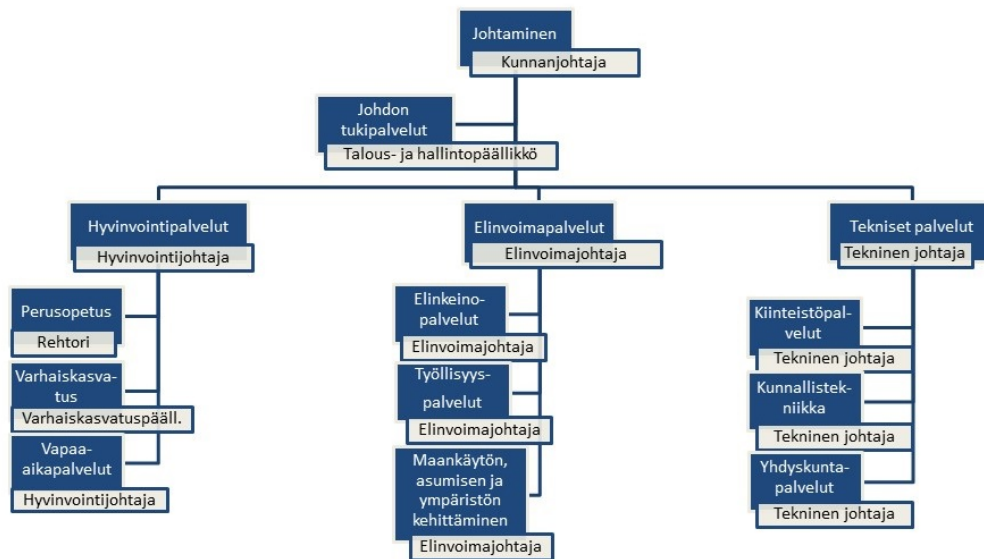 Johtaminen
Kunnanjohtaja
Johdon
tukipalvelut
Talous- ja hallintopäällikkö
Hyvinvointipalvelut
Hyvinvointijohtaja
Perusopetus
Rehtori
Varhaiskasva-
tus
Varhaiskasvatuspääll.
Vapaa-
aikapalvelut
Hyvinvointijohtaja
Elinvoimapalvelut
Elinvoimajohtaja
Elinkeino-
palvelut
Elinvoimajohtaja
Työllisyys-
palvelut
Elinvoimajohtaja
Maankäytön,
asumisen ja
ympäristön
kehittäminen
Elinvoimajohtaja
Tekniset palvelut
Tekninen johtaja
Kiinteistöpal-
velut
Tekninen johtaja
Kunnallistek-
niikka
Tekninen johtaja
Yhdyskunta-
palvelut
Tekninen johtaja